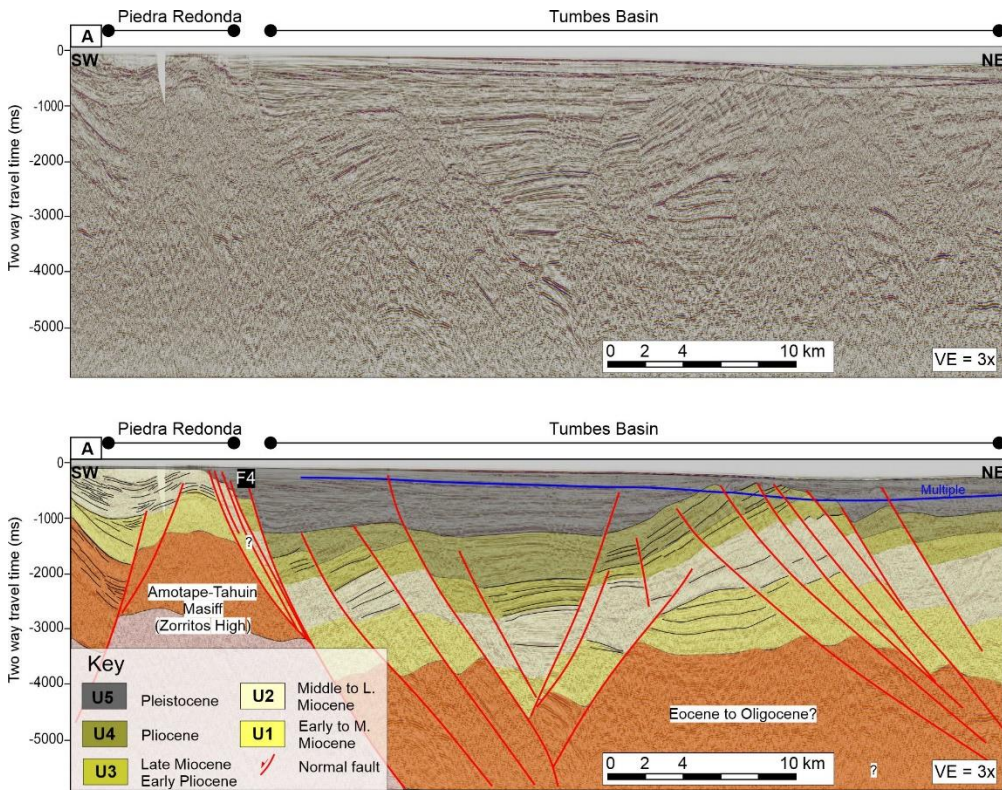 Piedra Redonda
Tumbes Basin
A
SW
NE
0
-1000
-2000
-3000
-4000
-5000
Two way travel time (ms)
0 2 4 10 km
VE = 3x
Piedra Redonda
Tumbes Basin
A
SW
F4
NE
Multiple
0
-1000
-2000
-3000
-4000
-5000
Two way travel time (ms)
?
Amotape-Tahuin
Masiff
(Zorritos High)
Key
U5 Pleistocene
U4 Pliocene
U3 Late Miocene
Early Pliocene
U2 Middle to L.
Miocene
U1 Early to M.
Miocene
Normal fault
Eocene to Oligocene?
0 2 4 10 km
?
VE = 3x